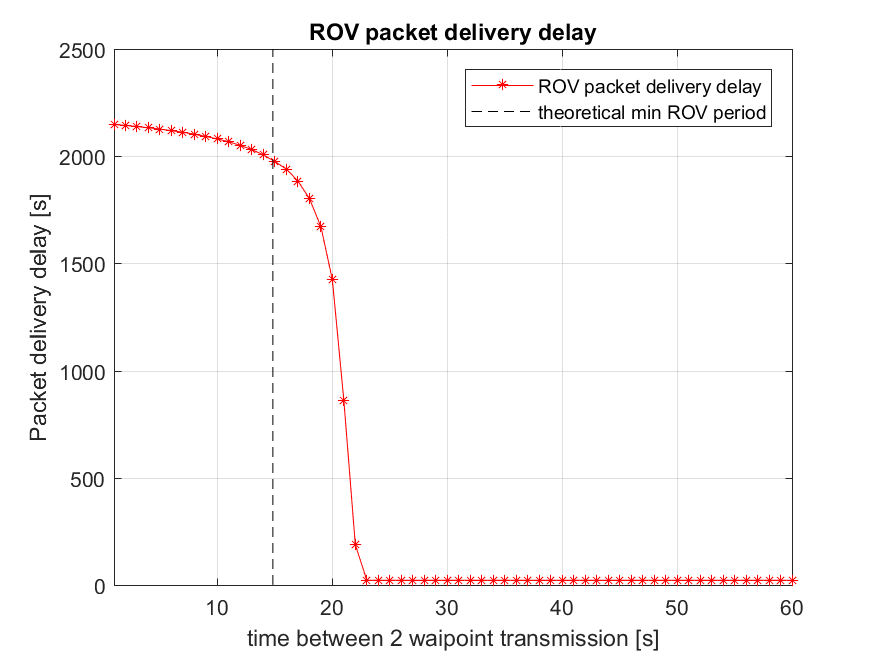 ROV packet delivery delay
2500
2000
1500
1000
500
0
Packet delivery delay [s]
ROV packet delivery delay
theoretical min ROV period
10
20
30
40
50
60
time between 2 waipoint transmission [s]